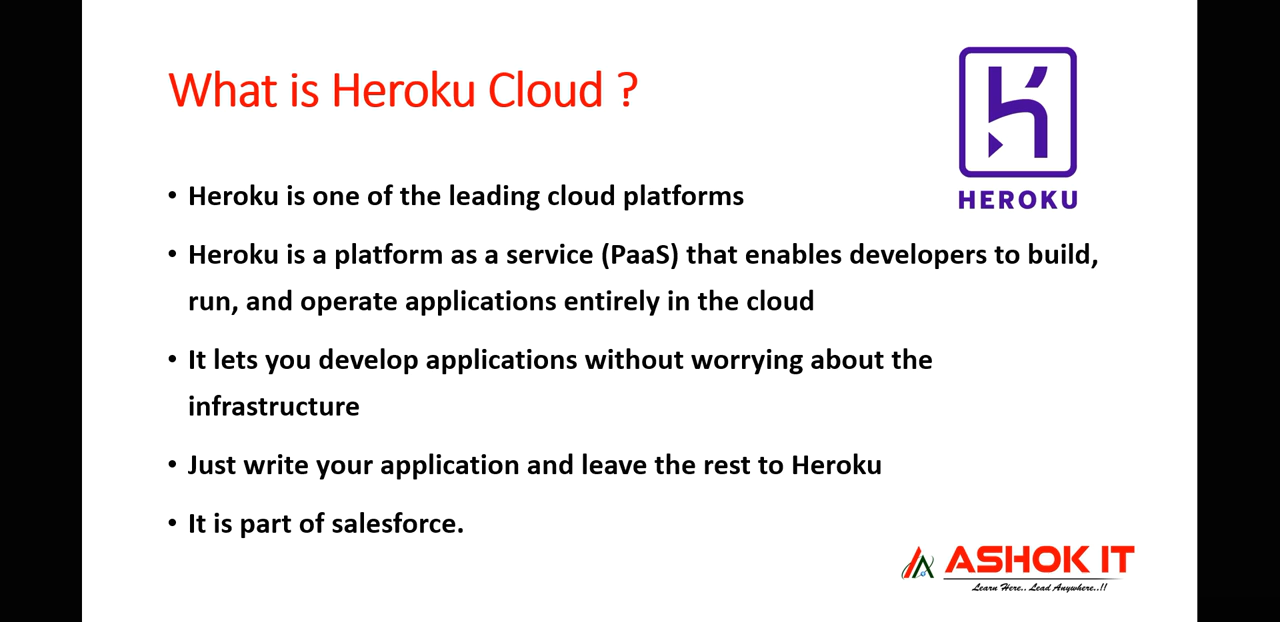 What is Heroku Cloud ?
HEROKU
• Heroku is one of the leading cloud platforms
• Heroku is a platform as a service (PaaS) that enables developers to build,
run, and operate applications entirely in the cloud
• It lets you develop applications without worrying about the
infrastructure
• Just write your application and leave the rest to Heroku
• It is part of salesforce.
ASHOK IT
Learn Here.. Lead Anywhere..!!